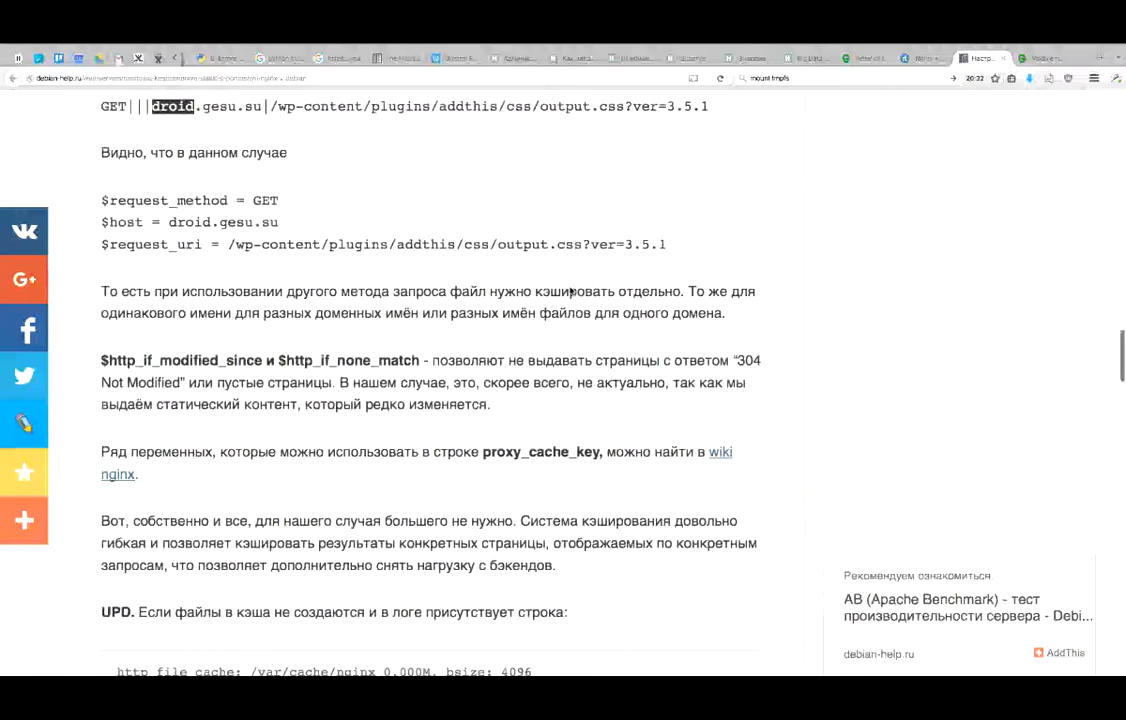 debian-help.ru
mount tmpfs
20:32
GET|||droid.gesu.su|/wp-content/plugins/addthis/css/output.css?ver=3.5.1
Видно, что в данном случае
$request_method = GET
$host = droid.gesu.su
$request_uri = /wp-content/plugins/addthis/css/output.css?ver=3.5.1
То есть при использовании другого метода запроса файл нужно кэшировать отдельно. То же для
одинакового имени для разных доменных имён или разных имён файлов для одного домена.
$http_if_modified_since и $http_if_none_match - позволяют не выдавать страницы с ответом “304
Not Modified” или пустые страницы. В нашем случае, это, скорее всего, не актуально, так как мы
выдаём статический контент, который редко изменяется.
Ряд переменных, которые можно использовать в строке proxy_cache_key, можно найти в wiki
nginx.
Вот, собственно и все, для нашего случая большего не нужно. Система кэширования довольно
гибкая и позволяет кэшировать результаты конкретных страницы, отображаемых по конкретным
запросам, что позволяет дополнительно снять нагрузку с бэкендов.
UPD. Если файлы в кэша не создаются и в логе присутствует строка:
http file cache: /var/cache/nginx 0.000M, bsize: 4096
Рекомендуем ознакомиться.
AB (Apache Benchmark) - тест
производительности сервера - Debi...
debian-help.ru
AddThis